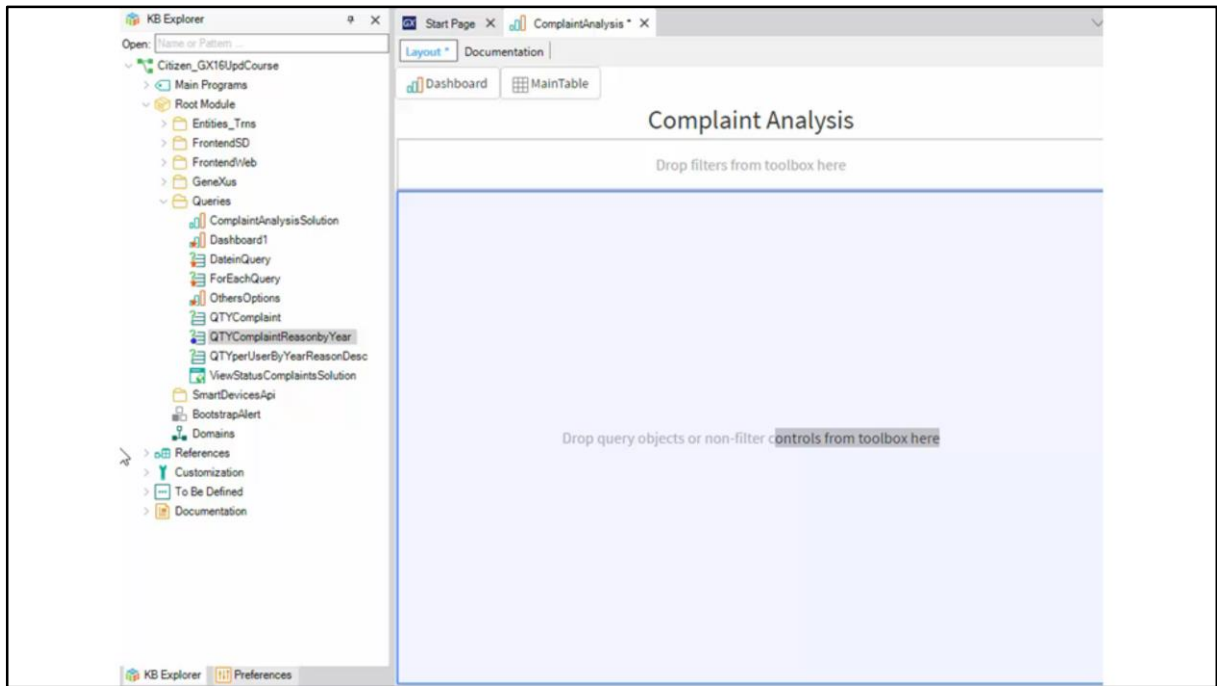 KB Explorer
Open: Name or Pattern ...
Citizen_GX16UpdCourse
Main Programs
Root Module
Entities_Trns
FrontendSD
FrontendWeb
GeneXus
Queries
ComplaintAnalysisSolution
Dashboard1
DateinQuery
ForEachQuery
OthersOptions
QTYComplaint
QTYComplaintReasonbyYear
QTYperUserByYearReasonDesc
ViewStatusComplaintsSolution
SmartDevicesApi
BootstrapAlert
Domains
References
Customization
To Be Defined
Documentation
KB Explorer Preferences
GX Start Page ComplaintAnalysis *
Layout * Documentation
Dashboard MainTable
Complaint Analysis
Drop filters from toolbox here
Drop query objects or non-filter controls from toolbox here